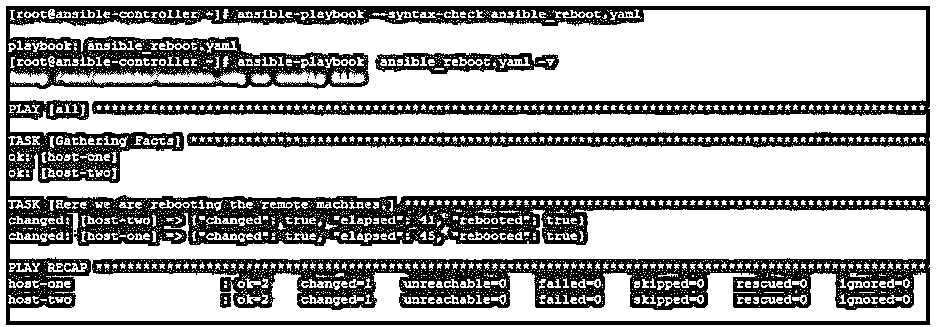 [root@ansible-controller ~]# ansible-playbook --syntax-check ansible_reboot.yaml
playbook: ansible_reboot.yaml
[root@ansible-controller ~]# ansible-playbook ansible_reboot.yaml -v
PLAY [all] ****************************************************************************************************
TASK [Gathering Facts] ****************************************************************************************
ok: [host-one]
ok: [host-two]
TASK [Here we are rebooting the remote machines ] *************************************************************
changed: [host-two] => {"changed": true, "elapsed": 41, "rebooted": true}
changed: [host-one] => {"changed": true, "elapsed": 45, "rebooted": true}
PLAY RECAP ****************************************************************************************************
host-one : ok=2 changed=1 unreachable=0 failed=0 skipped=0 rescued=0 ignored=0
host-two : ok=2 changed=1 unreachable=0 failed=0 skipped=0 rescued=0 ignored=0